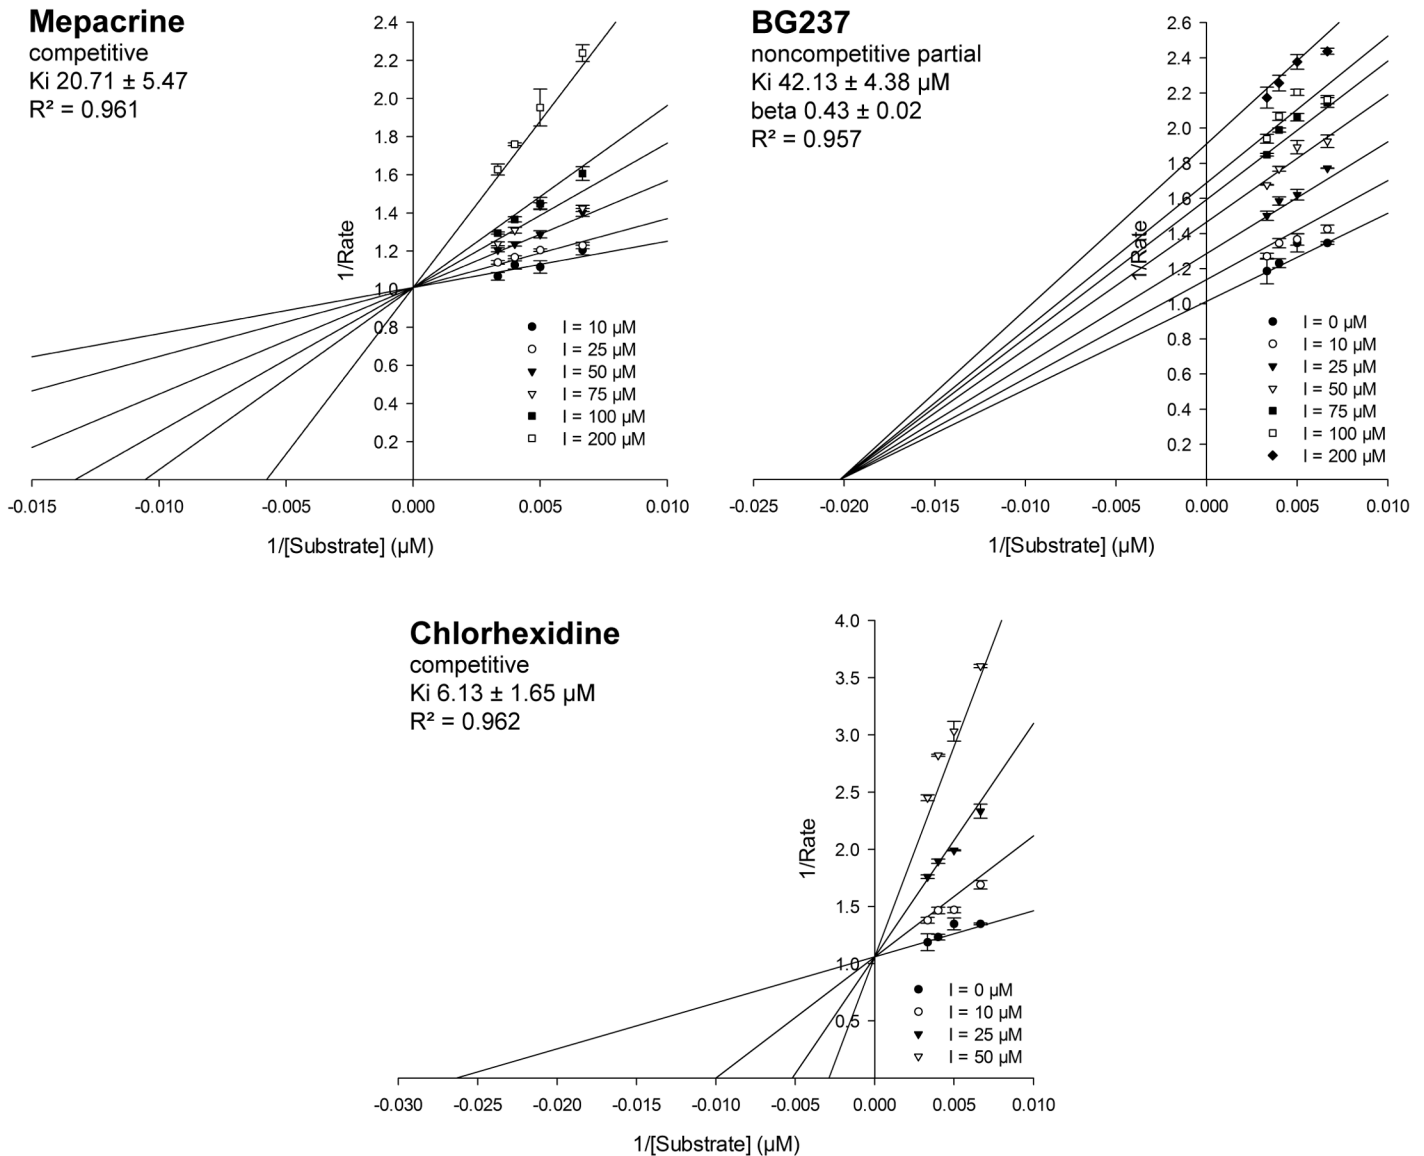 Mepacrine
competitive
Ki 20.71 ± 5.47
R² = 0.961
2.4
2.2
2.0
1.8
1.6
1.4
1.2
1.0
0.8
0.6
0.4
0.2
1/Rate
I = 10 µM
I = 25 µM
I = 50 µM
I = 75 µM
I = 100 µM
I = 200 µM
-0.015 -0.010 -0.005 0.000 0.005 0.010
1/[Substrate] (µM)
BG237
noncompetitive partial
Ki 42.13 ± 4.38 µM
beta 0.43 ± 0.02
R² = 0.957
2.6
2.4
2.2
2.0
1.8
1.6
1.4
1.2
1.0
0.8
0.6
0.4
0.2
1/Rate
I = 0 µM
I = 10 µM
I = 25 µM
I = 50 µM
I = 75 µM
I = 100 µM
I = 200 µM
-0.025 -0.020 -0.015 -0.010 -0.005 0.000 0.005 0.010
1/[Substrate] (µM)
Chlorhexidine
competitive
Ki 6.13 ± 1.65 µM
R² = 0.962
4.0
3.5
3.0
2.5
2.0
1.5
1.0
0.5
1/Rate
I = 0 µM
I = 10 µM
I = 25 µM
I = 50 µM
-0.030 -0.025 -0.020 -0.015 -0.010 -0.005 0.000 0.005 0.010
1/[Substrate] (µM)